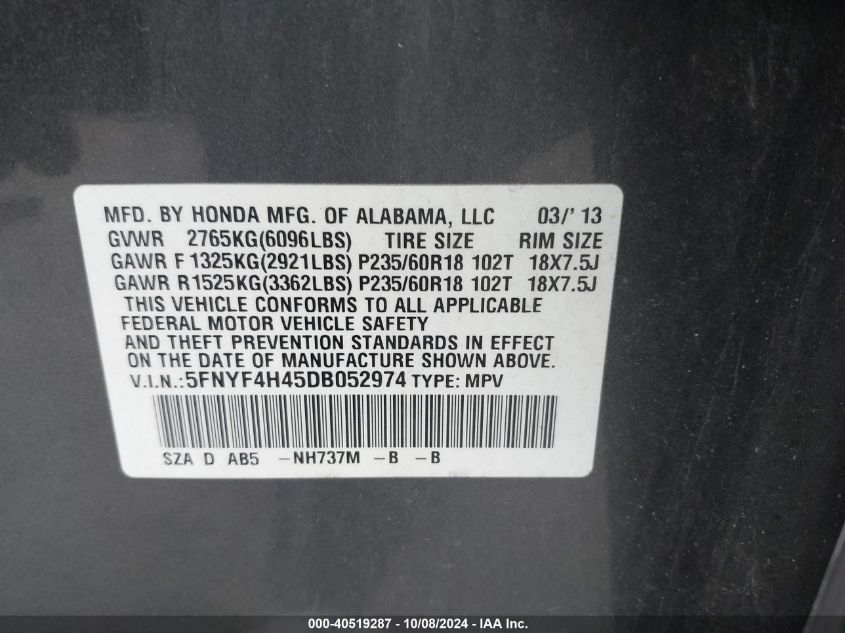 MFD. BY HONDA MFG. OF ALABAMA, LLC 03/' 13
GVWR 2765KG(6096LBS) TIRE SIZE RIM SIZE
GAWR F 1325KG(2921LBS) P235/60R18 102T 18X7.5J
GAWR R1525KG(3362LBS) P235/60R18 102T 18X7.5J
THIS VEHICLE CONFORMS TO ALL APPLICABLE
FEDERAL MOTOR VEHICLE SAFETY
AND THEFT PREVENTION STANDARDS IN EFFECT
ON THE DATE OF MANUFACTURE SHOWN ABOVE.
V.I.N.:5FNYF4H45DB052974 TYPE: MPV
SZA D AB5 -NH737M -B -B
000-40519287 - 10/08/2024 - IAA Inc.